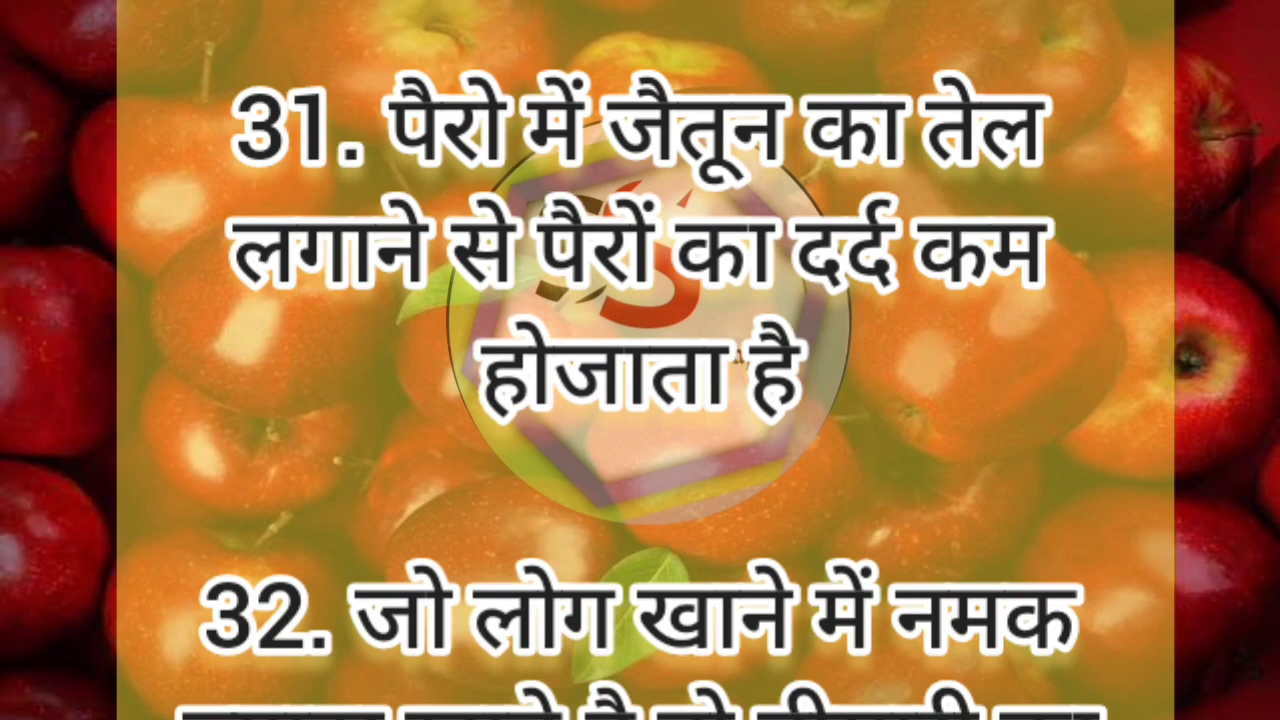 31. पैरो में जैतून का तेल
लगाने से पैरों का दर्द कम
होजाता है
32. जो लोग खाने में नमक